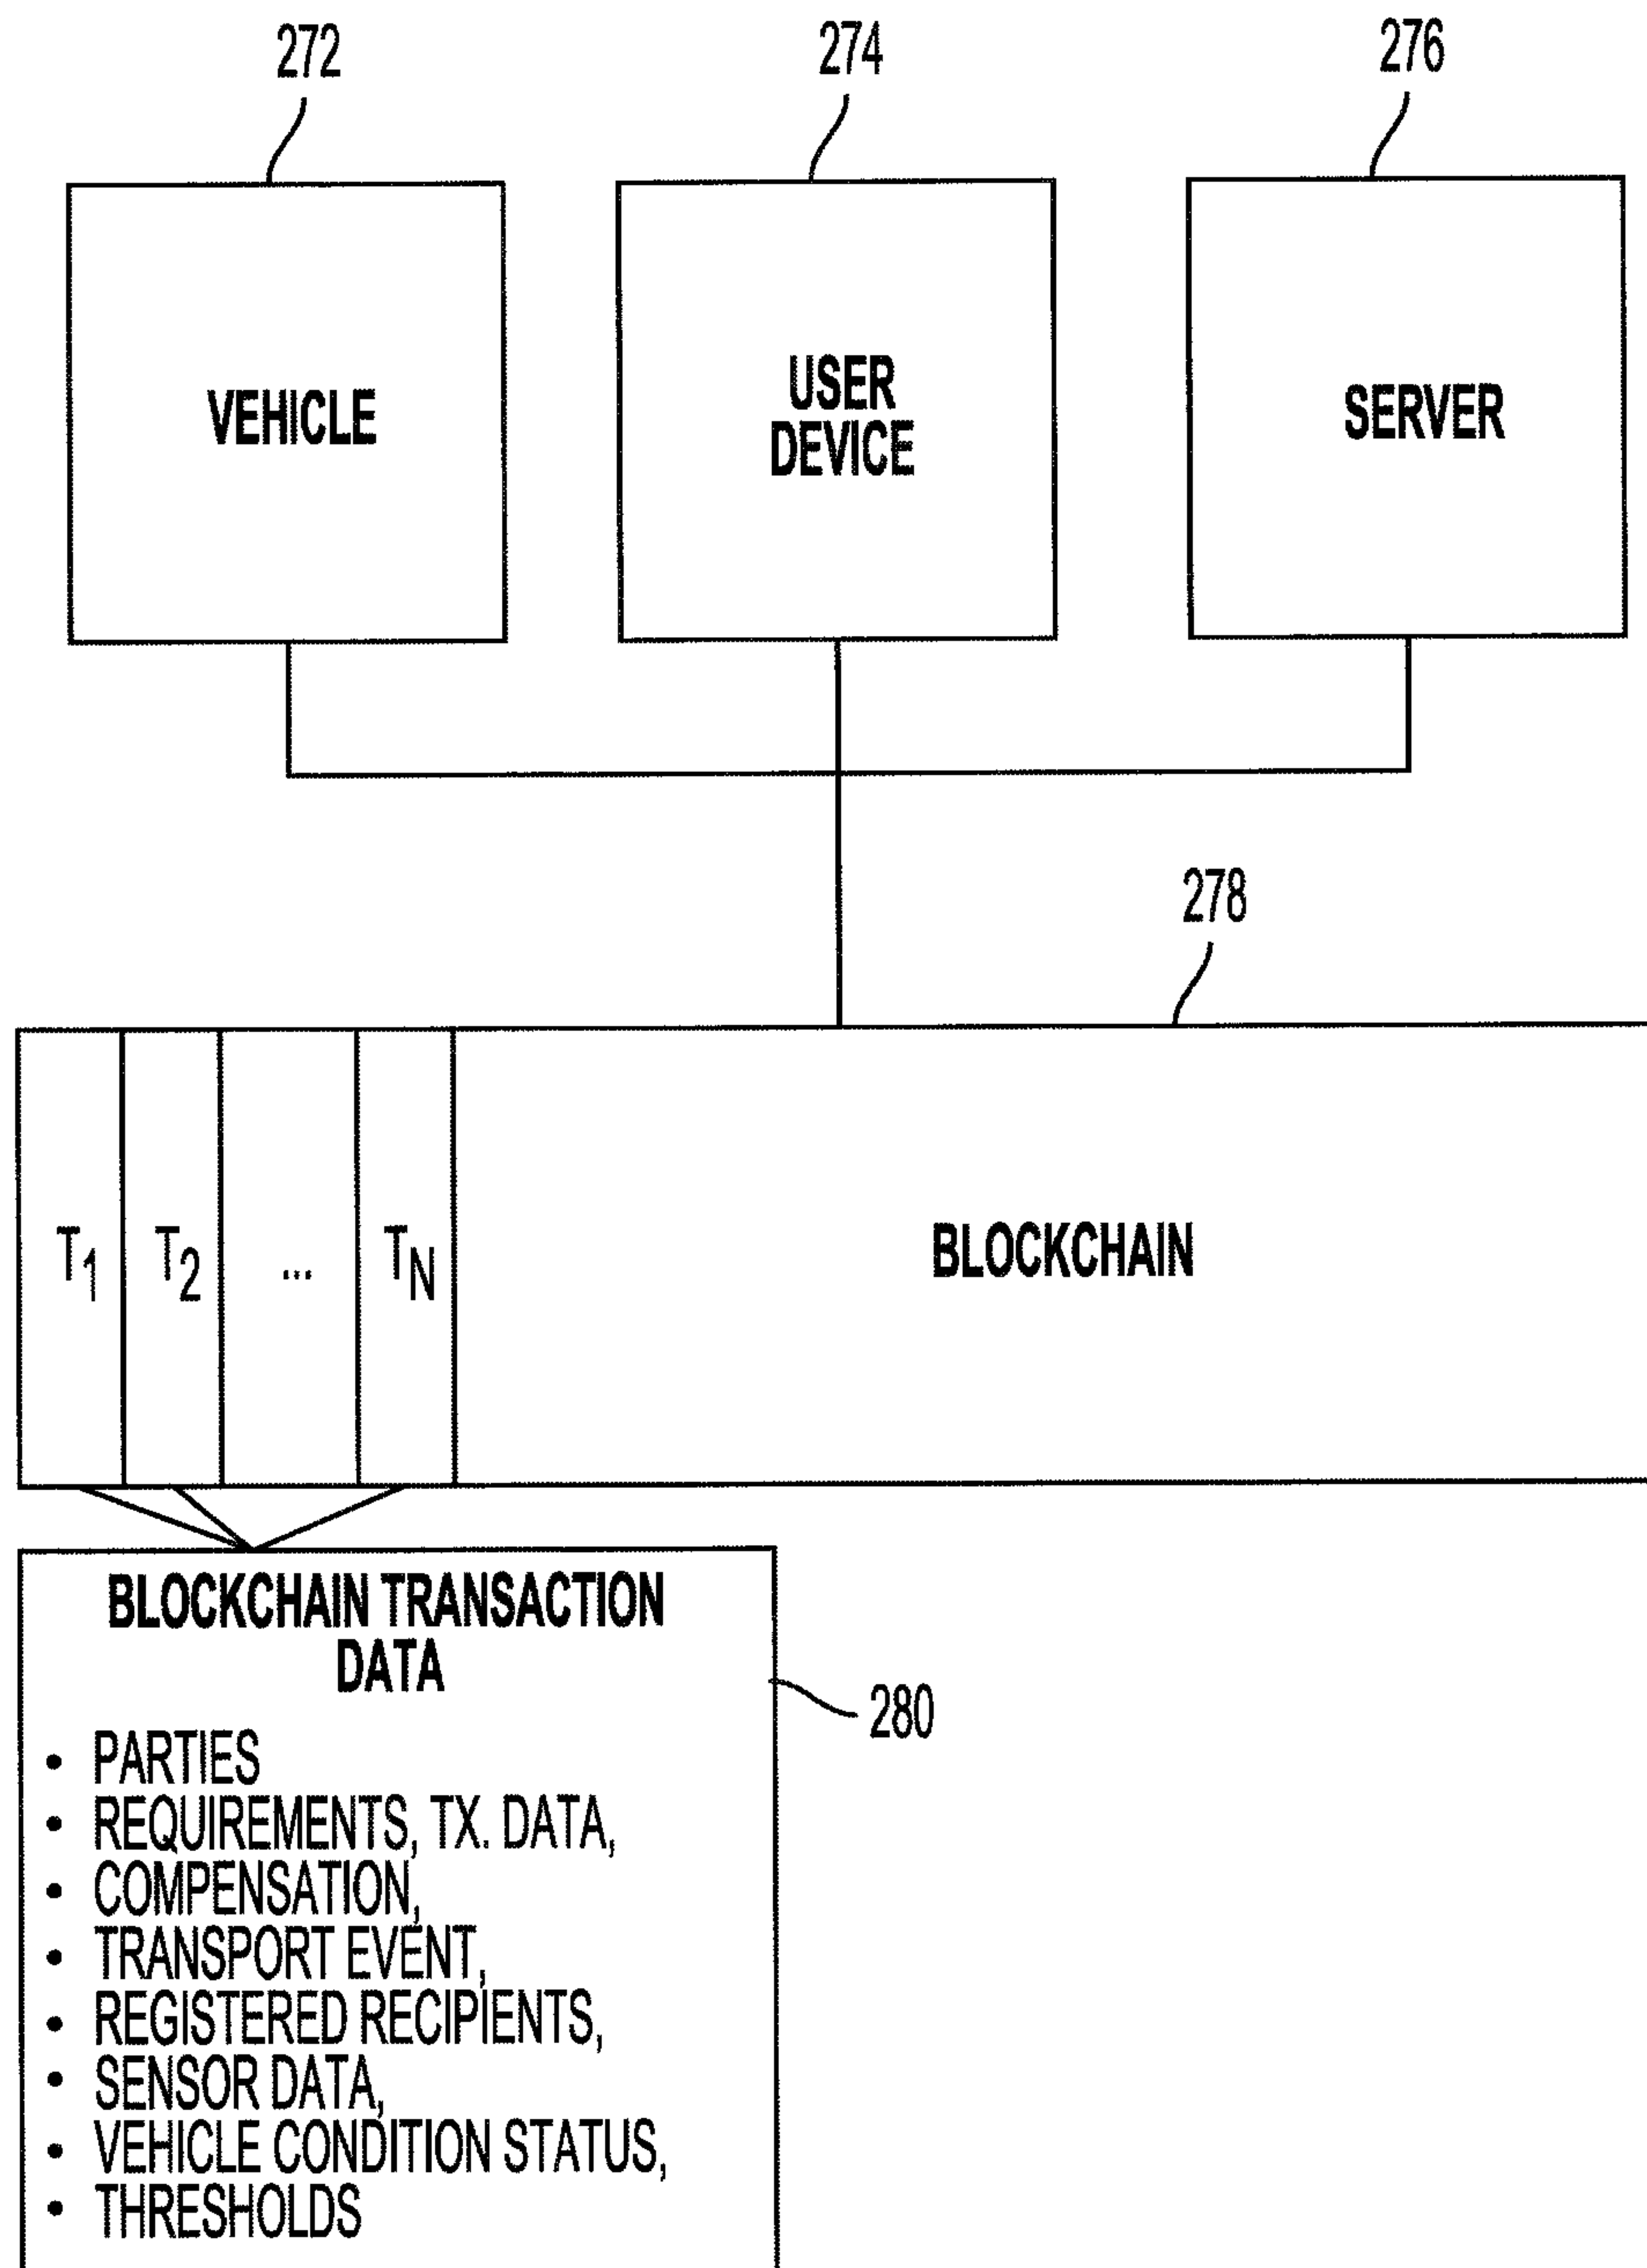 272
274
276
VEHICLE
USER
DEVICE
SERVER
278
T1
T2
...
TN
BLOCKCHAIN
BLOCKCHAIN TRANSACTION
DATA
280
• PARTIES
• REQUIREMENTS, TX. DATA,
• COMPENSATION,
• TRANSPORT EVENT,
• REGISTERED RECIPIENTS,
• SENSOR DATA,
• VEHICLE CONDITION STATUS,
• THRESHOLDS